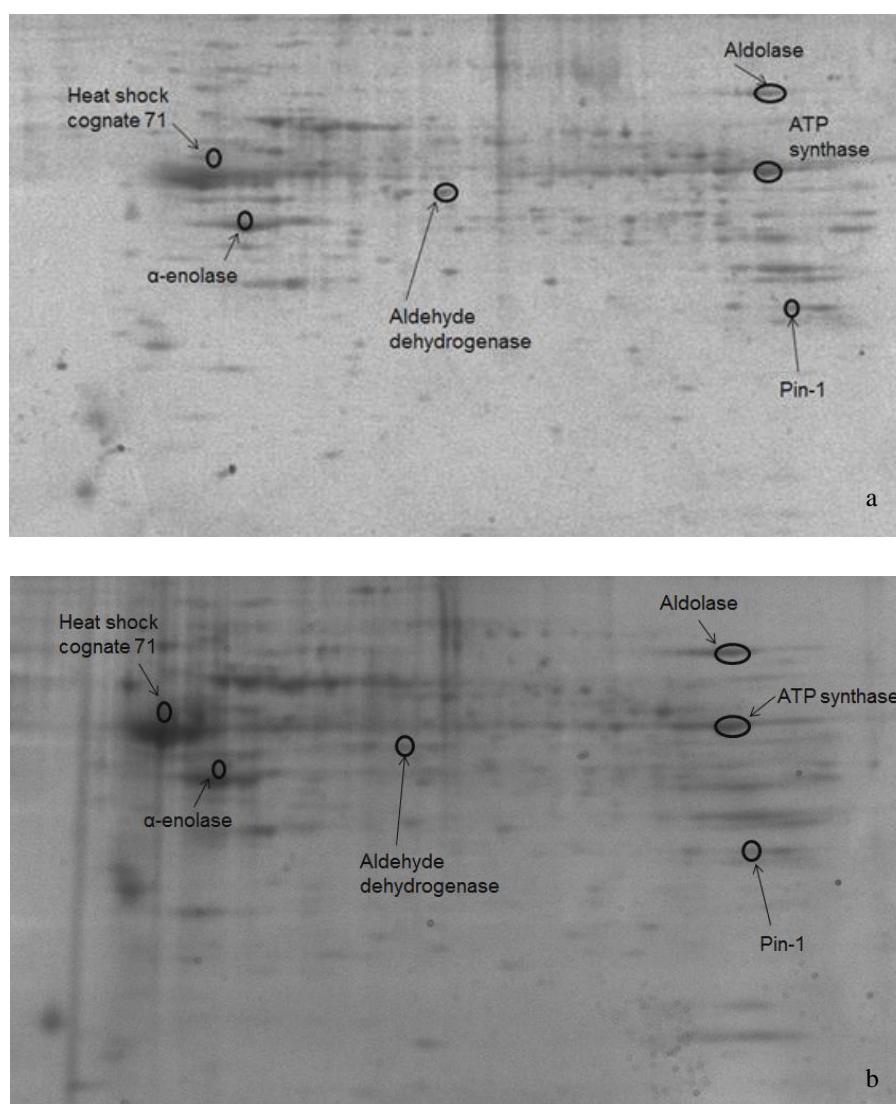 Aldolase
Heat shock
cognate 71
ATP
synthase
α-enolase
Aldehyde
dehydrogenase
Pin-1
a
Aldolase
Heat shock
cognate 71
ATP synthase
α-enolase
Aldehyde
dehydrogenase
Pin-1
b